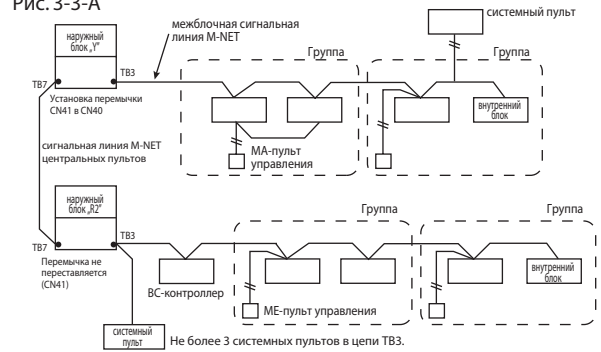 Рис. 3-3-А
системный пульт
межблочная сигнальная
линия M-NET
наружный
блок „Y“
Группа
Группа
TB7
TB3
Установка перемычки
CN41 в CN40
внутренний
блок
сигнальная линия M-NET
центральных пультов
МА-пульт
управления
наружный
блок „R2“
Группа
Группа
TB7
TB3
Перемычка не
переставляется
(CN41)
ВС-контроллер
внутренний
блок
МЕ-пульт управления
системный
пульт
Не более 3 системных пультов в цепи TB3.